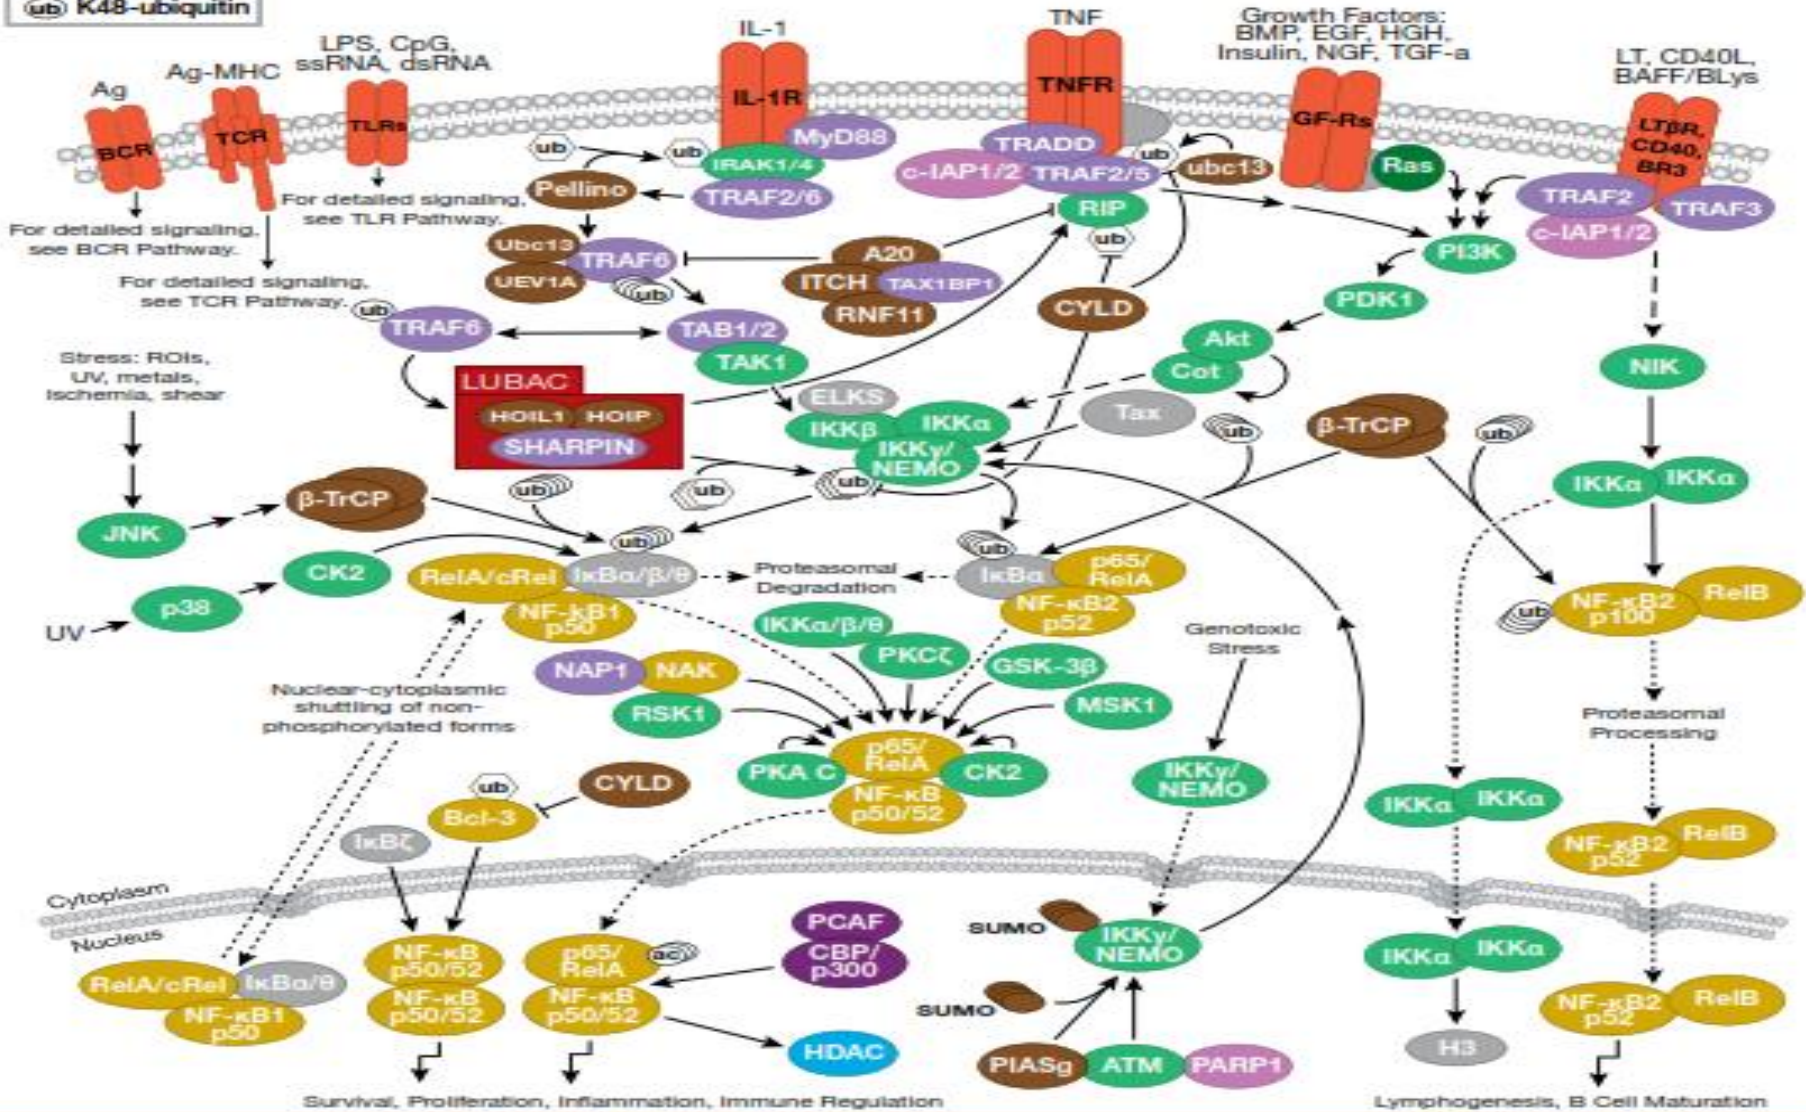 ub K48-ubiquitin
Growth Factors:
BMP, EGF, HGH,
Insulin, NGF, TGF-a
TNF
IL-1
LPS, CpG,
ssRNA, dsRNA
Ag-MHC
Ag
LT, CD40L,
BAFF/BLys
BCR
TCR
TLRs
IL-1R
TNFR
GF-Rs
LTβR,
CD40,
BR3
MyD88
IRAK1/4
ub
ub
Pellino
TRAF2/6
TRADD
c-IAP1/2
TRAF2/5
RIP
ub
ub
ubc13
Ras
TRAF2
TRAF3
c-IAP1/2
PI3K
For detailed signaling,
see TLR Pathway.
For detailed signaling,
see BCR Pathway.
For detailed signaling,
see TCR Pathway.
Ubc13
UEV1A
TRAF6
ub
A20
ITCH
TAX1BP1
RNF11
CYLD
PDK1
Akt
Cot
NIK
ub
TRAF6
TAB1/2
TAK1
Stress: ROIs,
UV, metals,
Ischemia, shear
LUBAC
HOIL1
HOIP
SHARPIN
ELKS
IKKβ
IKKα
IKKγ/
NEMO
Tax
ub
β-TrCP
ub
IKKα
IKKα
β-TrCP
ub
ub
ub
JNK
CK2
p38
UV
ub
RelA/cRel
IκBα/β/θ
NF-kB1
p50
Proteasomal
Degradation
ub
IκBα
p65/
RelA
NF-κB2
p52
ub
NF-κB2
p100
RelB
IKKα/β/θ
PKCζ
GSK-3β
MSK1
NAP1
NAK
RSK1
Genotoxic
Stress
Nuclear-cytoplasmic
shuttling of non-
phosphorylated forms
Proteasomal
Processing
PKA C
p65/
RelA
CK2
NF-κB
p50/52
IKKγ/
NEMO
IKKα
IKKα
ub
Bcl-3
CYLD
IκBζ
NF-κB2
p52
RelB
Cytoplasm
Nucleus
RelA/cRel
IκBα/θ
NF-κB1
p50
NF-κB
p50/52
NF-κB
p50/52
p65/
RelA
ac
NF-κB
p50/52
PCAF
CBP/
p300
HDAC
SUMO
IKKγ/
NEMO
SUMO
PIASg
ATM
PARP1
IKKα
IKKα
H3
NF-κB2
p52
RelB
Survival, Proliferation, Inflammation, Immune Regulation
Lymphogenesis, B Cell Maturation